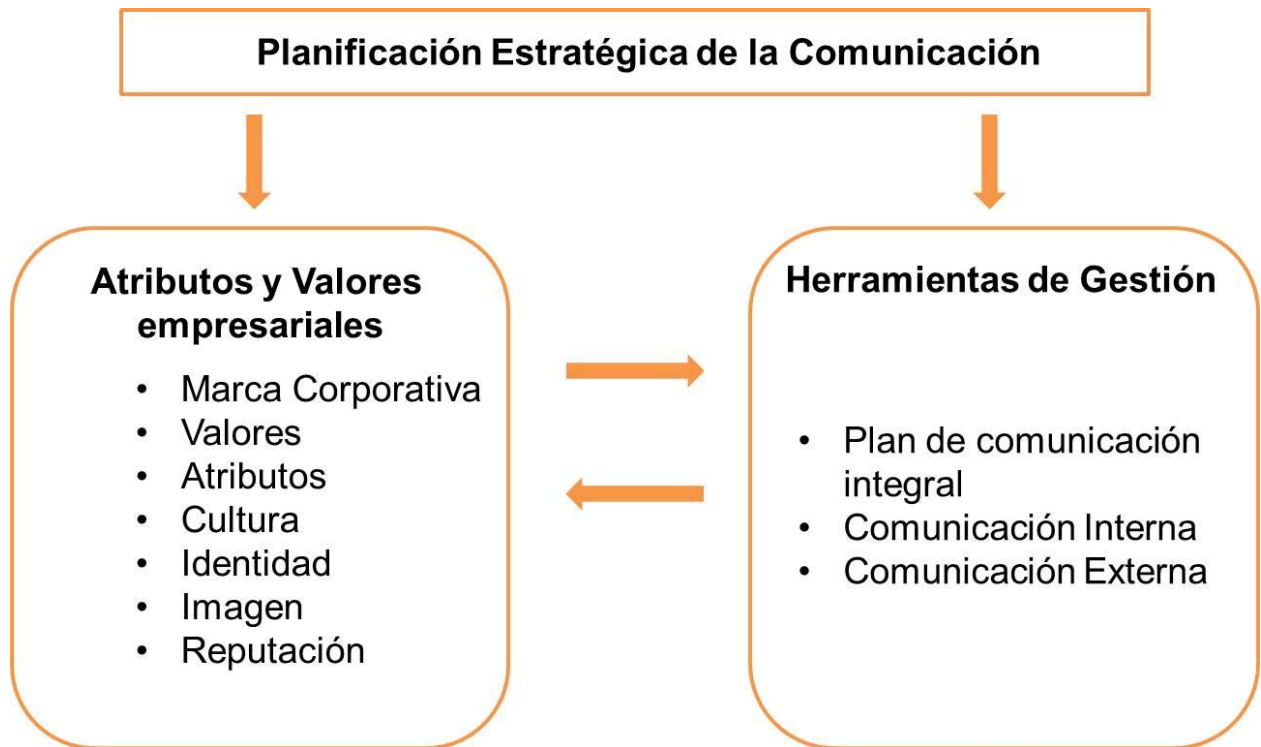 Planificación Estratégica de la Comunicación
Atributos y Valores
empresariales
• Marca Corporativa
• Valores
• Atributos
• Cultura
• Identidad
• Imagen
• Reputación
Herramientas de Gestión
• Plan de comunicación
integral
• Comunicación Interna
• Comunicación Externa